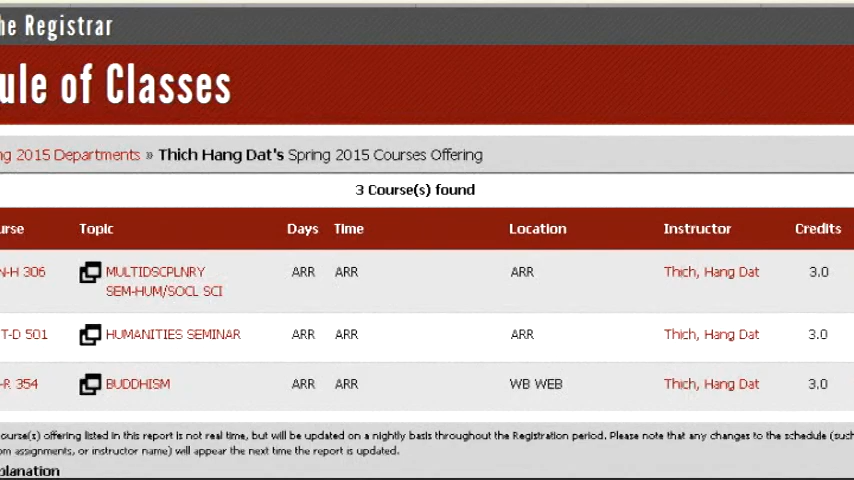 he Registrar
ule of Classes
ng 2015 Departments » Thich Hang Dat's Spring 2015 Courses Offering
3 Course(s) found
urse Topic Days Time Location Instructor Credits
N-H 306 MULTIDSCPLNRY ARR ARR ARR Thich, Hang Dat 3.0
SEM-HUM/SOCL SCI
T-D 501 HUMANITIES SEMINAR ARR ARR ARR Thich, Hang Dat 3.0
-R 354 BUDDHISM ARR ARR WB WEB Thich, Hang Dat 3.0
ourse(s) offering listed in this report is not real time, but will be updated on a nightly basis throughout the Registration period. Please note that any changes to the schedule (such
om assignments, or instructor name) will appear the next time the report is updated.
planation